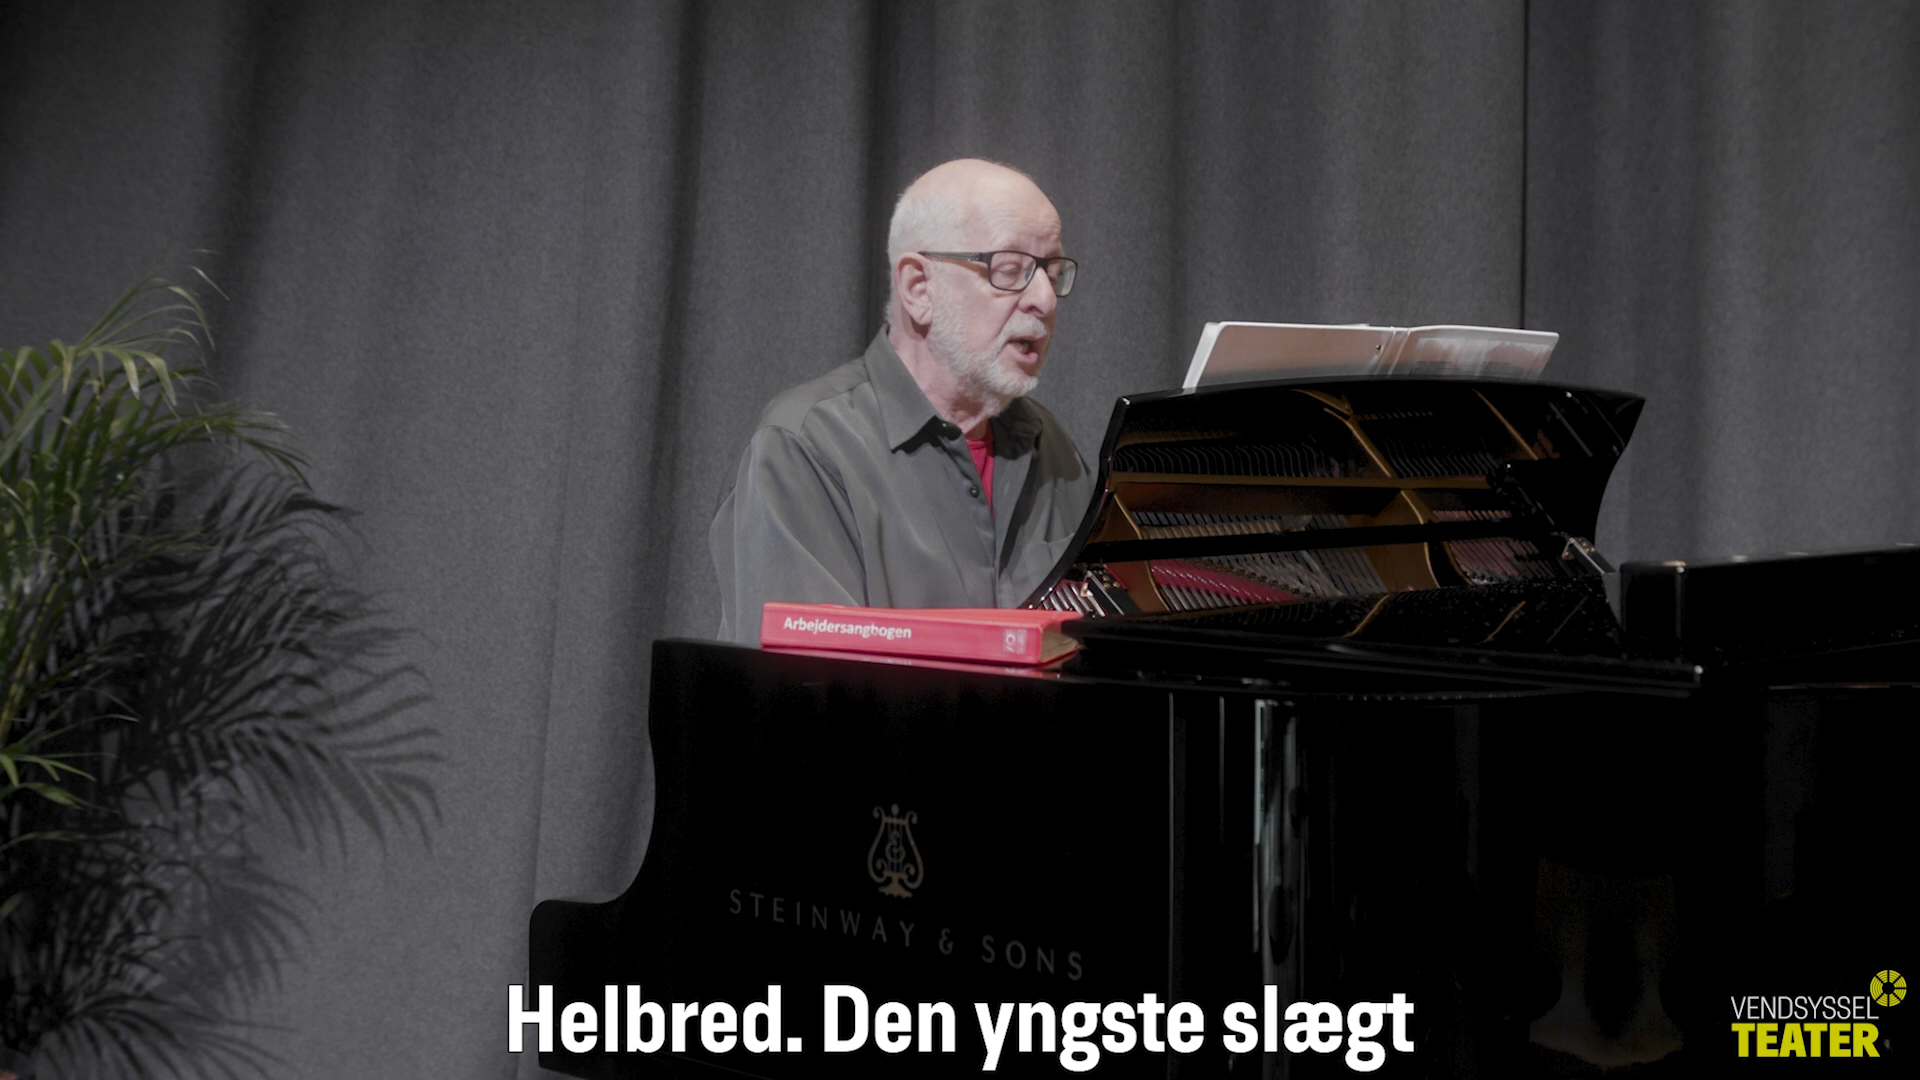 Arbejdersangbogen
STEINWAY & SONS
Helbred. Den yngste slægt
VENDSYSSEL
TEATER